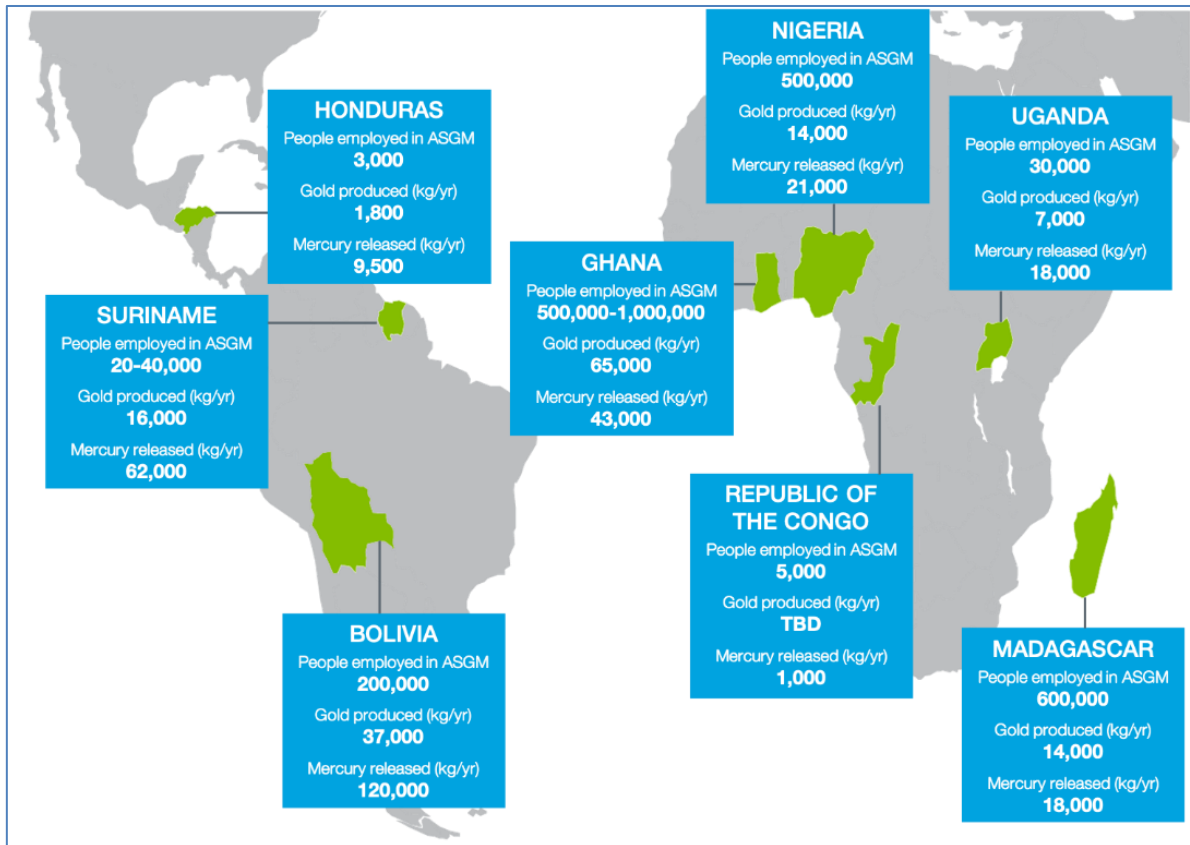 HONDURAS
People employed in ASGM
3,000
Gold produced (kg/yr)
1,800
Mercury released (kg/yr)
9,500
SURINAME
People employed in ASGM
20-40,000
Gold produced (kg/yr)
16,000
Mercury released (kg/yr)
62,000
BOLIVIA
People employed in ASGM
200,000
Gold produced (kg/yr)
37,000
Mercury released (kg/yr)
120,000
NIGERIA
People employed in ASGM
500,000
Gold produced (kg/yr)
14,000
Mercury released (kg/yr)
21,000
GHANA
People employed in ASGM
500,000-1,000,000
Gold produced (kg/yr)
65,000
Mercury released (kg/yr)
43,000
UGANDA
People employed in ASGM
30,000
Gold produced (kg/yr)
7,000
Mercury released (kg/yr)
18,000
REPUBLIC OF
THE CONGO
People employed in ASGM
5,000
Gold produced (kg/yr)
TBD
Mercury released (kg/yr)
1,000
MADAGASCAR
People employed in ASGM
600,000
Gold produced (kg/yr)
14,000
Mercury released (kg/yr)
18,000